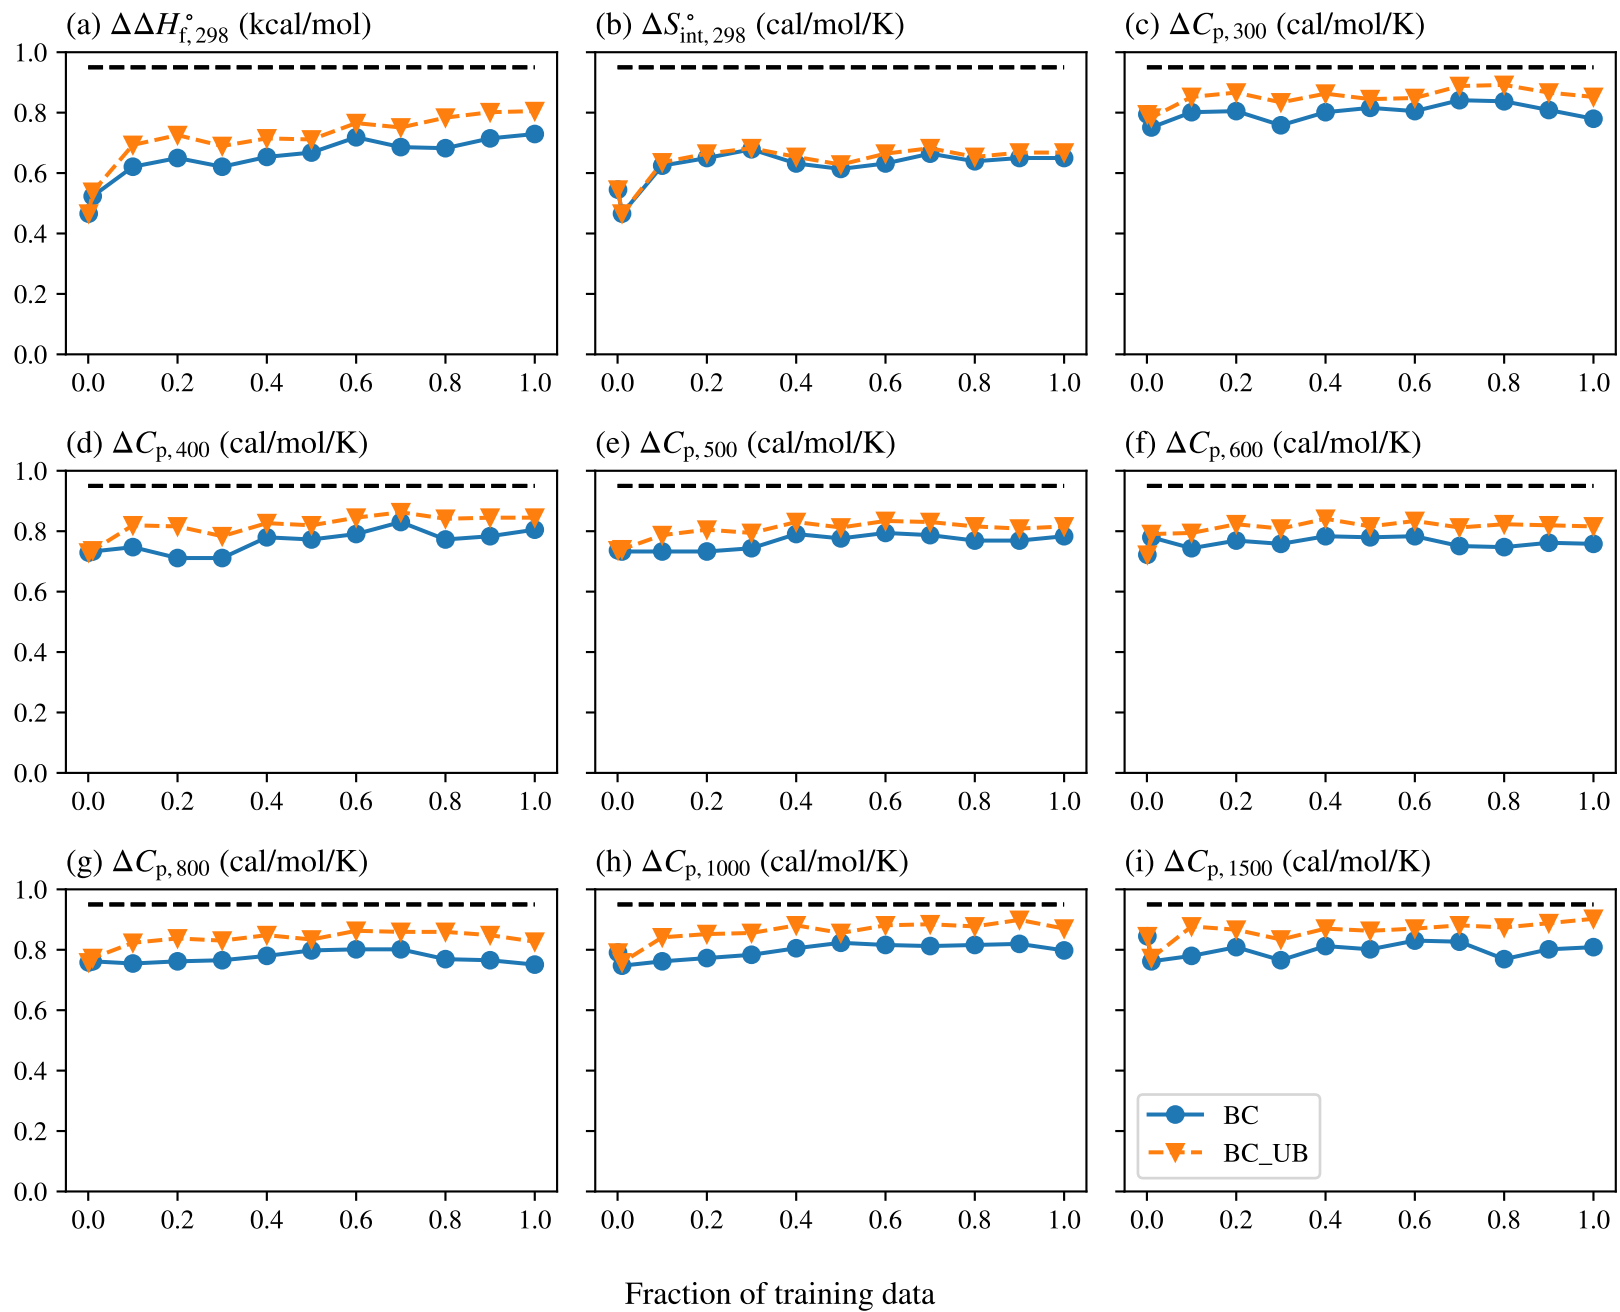 (a) ΔΔH°f, 298 (kcal/mol)
(b) ΔS°int, 298 (cal/mol/K)
(c) ΔCp, 300 (cal/mol/K)
1.0
0.8
0.6
0.4
0.2
0.0
0.0 0.2 0.4 0.6 0.8 1.0
0.0 0.2 0.4 0.6 0.8 1.0
0.0 0.2 0.4 0.6 0.8 1.0
(d) ΔCp, 400 (cal/mol/K)
(e) ΔCp, 500 (cal/mol/K)
(f) ΔCp, 600 (cal/mol/K)
1.0
0.8
0.6
0.4
0.2
0.0
0.0 0.2 0.4 0.6 0.8 1.0
0.0 0.2 0.4 0.6 0.8 1.0
0.0 0.2 0.4 0.6 0.8 1.0
(g) ΔCp, 800 (cal/mol/K)
(h) ΔCp, 1000 (cal/mol/K)
(i) ΔCp, 1500 (cal/mol/K)
1.0
0.8
0.6
0.4
0.2
0.0
BC
BC_UB
0.0 0.2 0.4 0.6 0.8 1.0
0.0 0.2 0.4 0.6 0.8 1.0
0.0 0.2 0.4 0.6 0.8 1.0
Fraction of training data